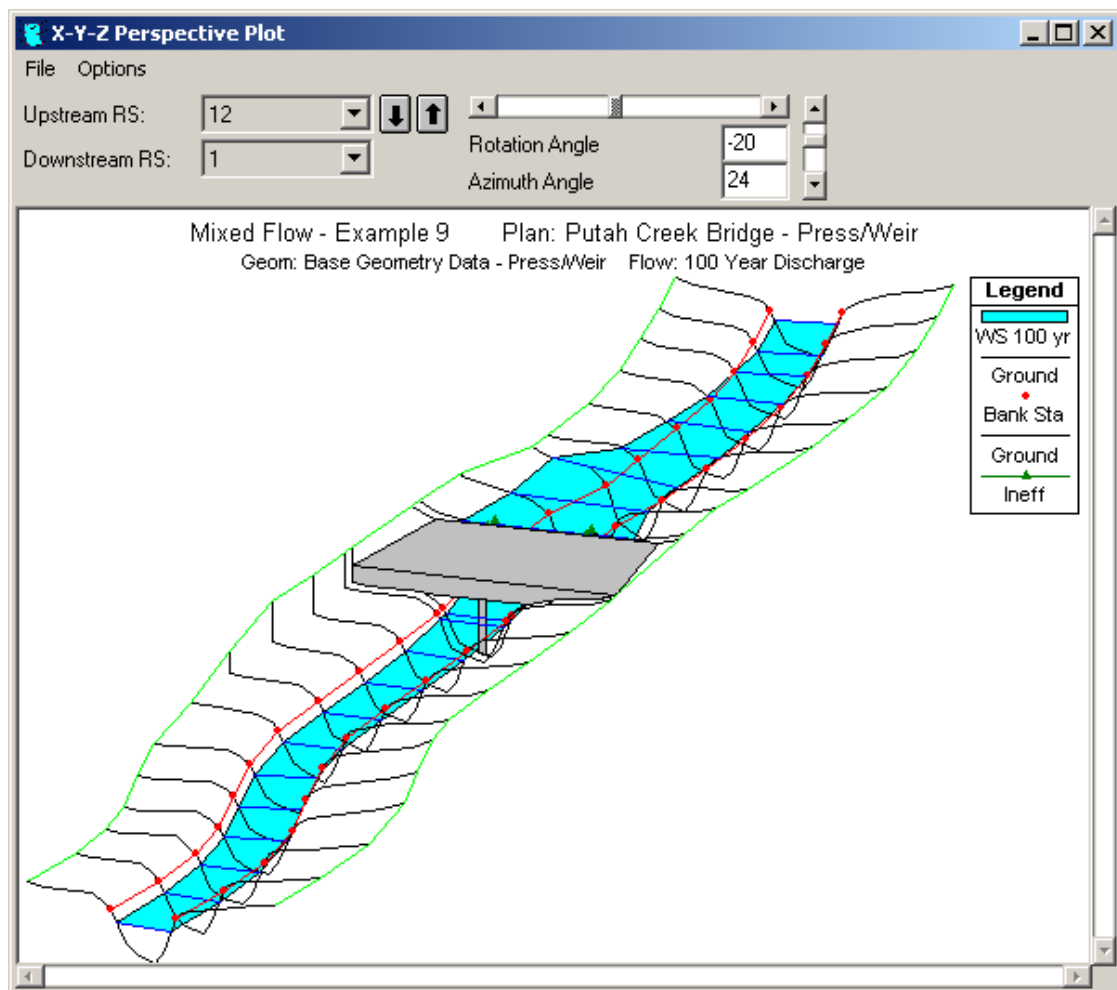 X-Y-Z Perspective Plot
File Options
Upstream RS: 12
Downstream RS: 1
Rotation Angle -20
Azimuth Angle 24
Mixed Flow - Example 9 Plan: Putah Creek Bridge - Press/Weir
Geom: Base Geometry Data - Press/Weir Flow: 100 Year Discharge
Legend
WS 100 yr
Ground
Bank Sta
Ground
Ineff